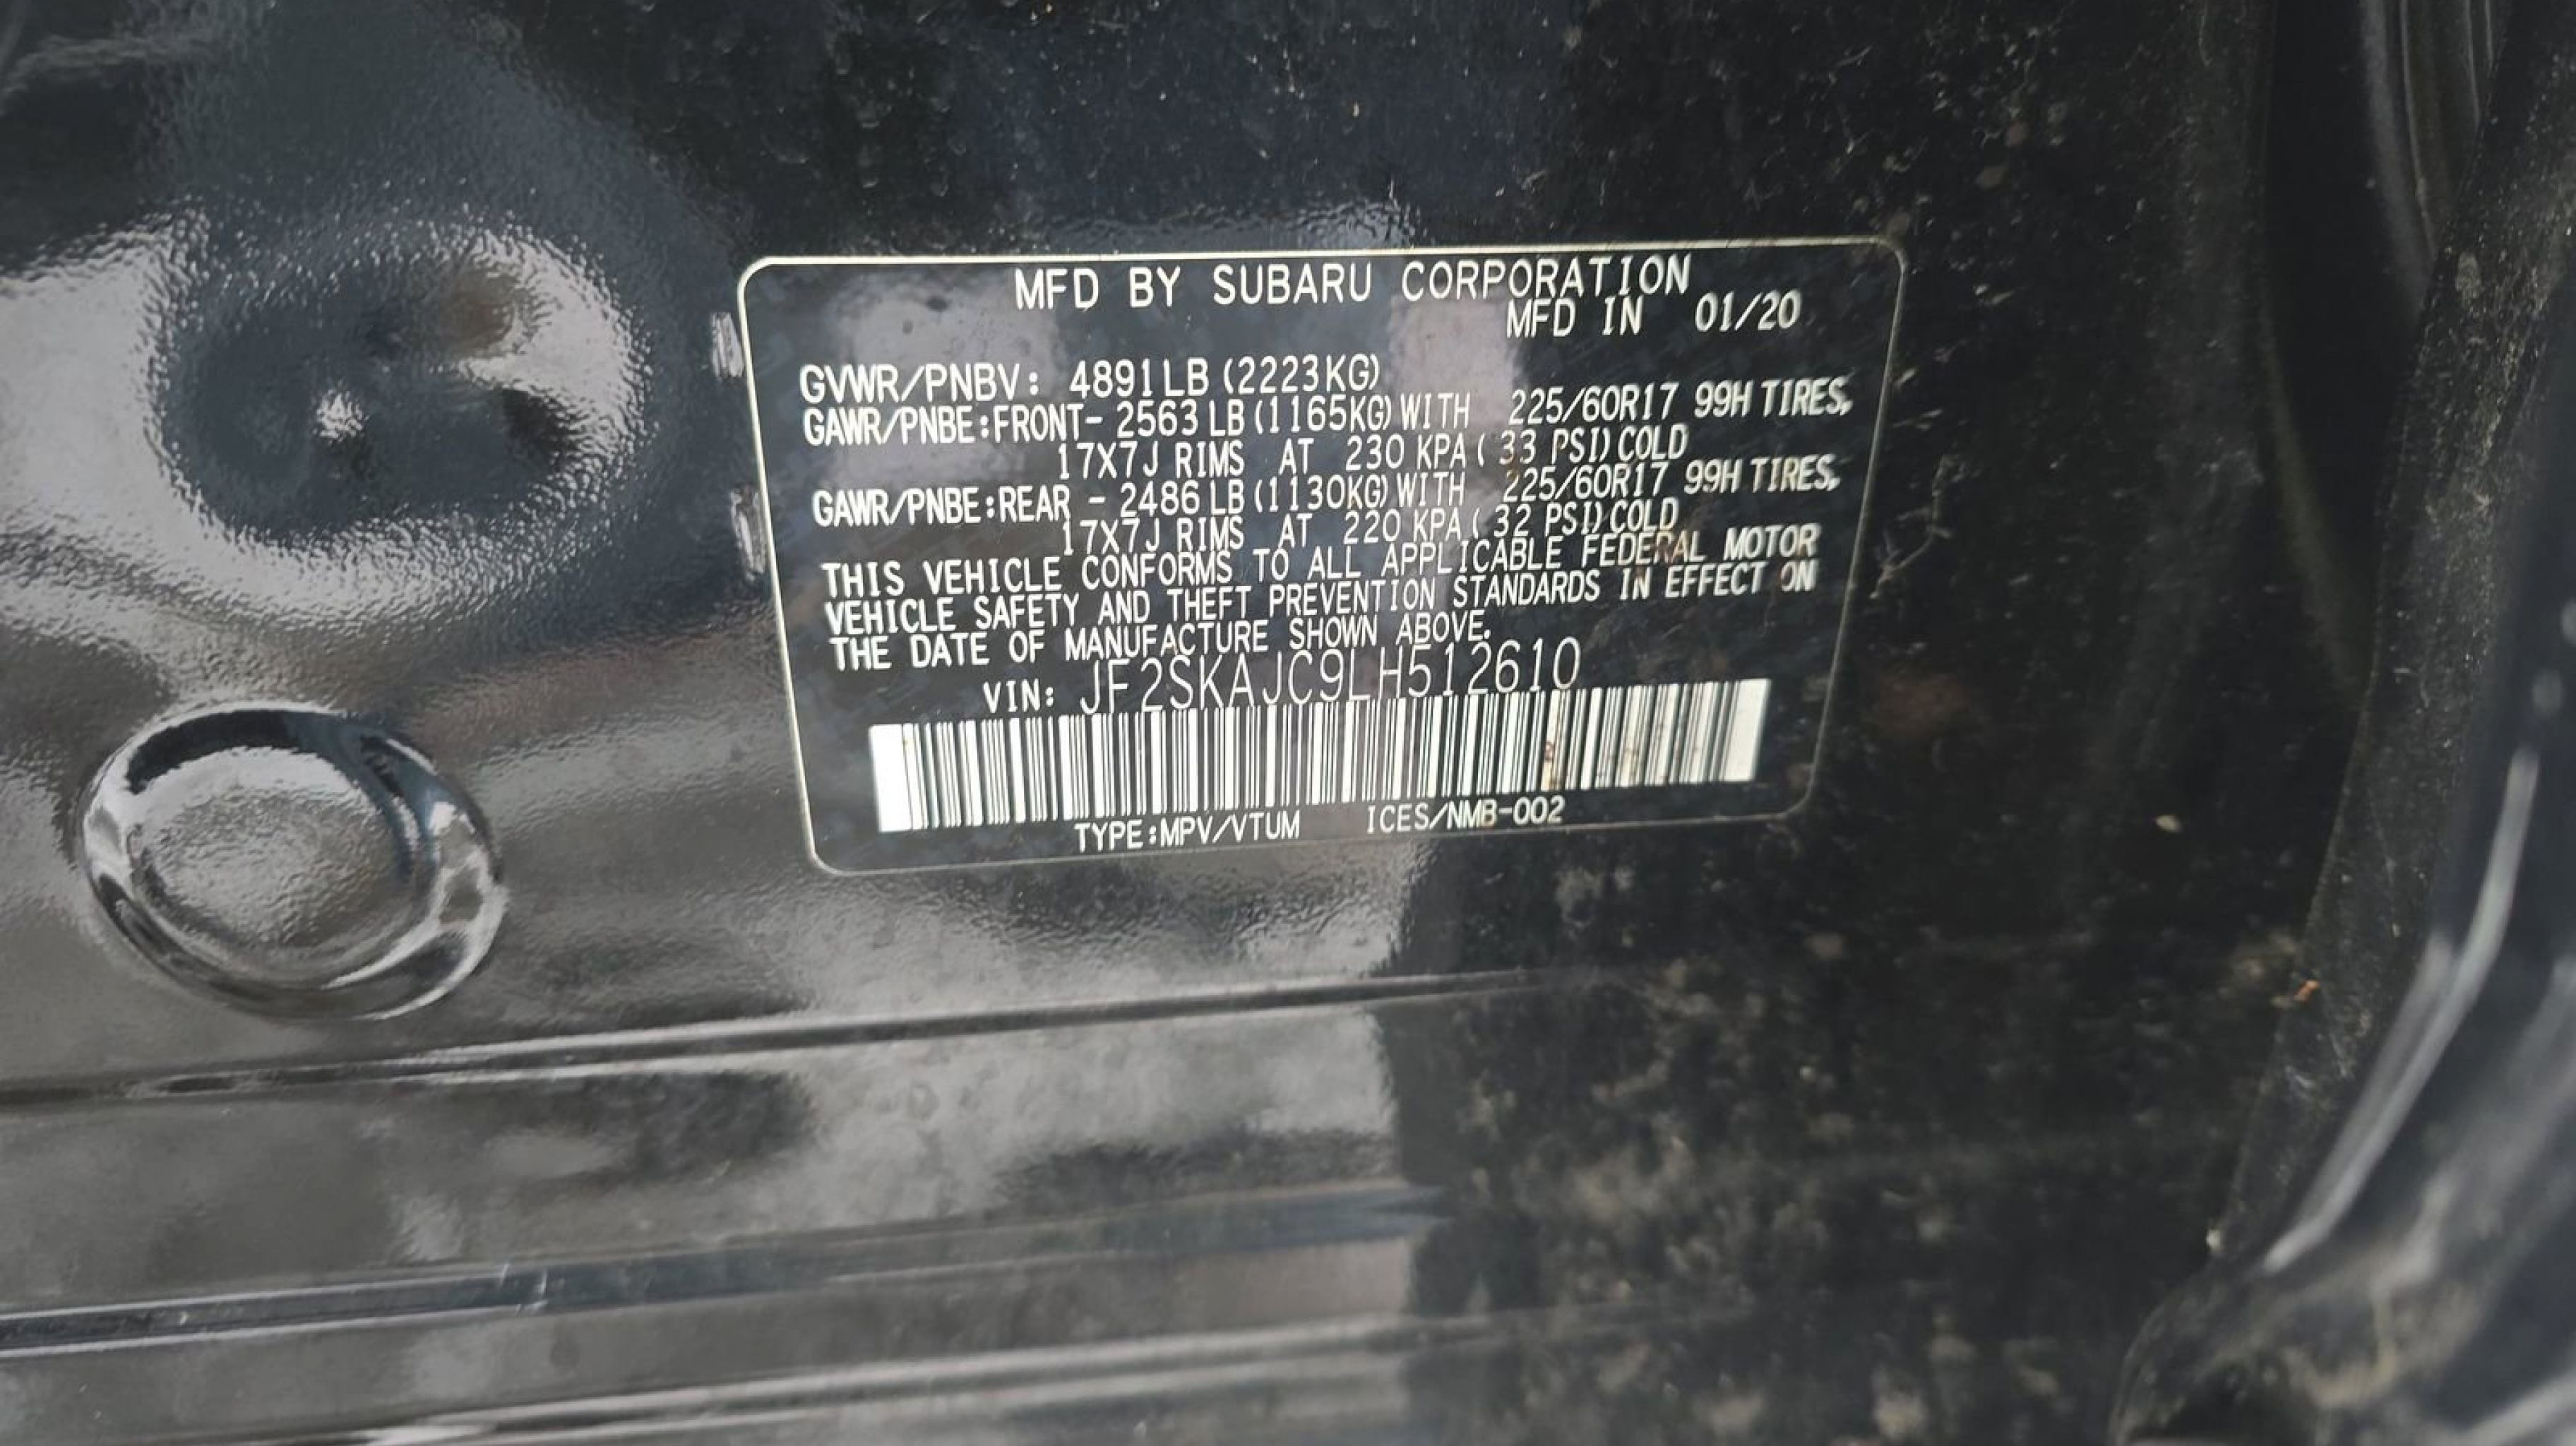 MFD BY SUBARU CORPORATION
MFD IN 01/20
GVWR/PNBV: 4891LB (2223KG)
GAWR/PNBE:FRONT- 2563 LB (1165KG) WITH 225/60R17 99H TIRES,
17X7J RIMS AT 230 KPA ( 33 PSI) COLD
GAWR/PNBE:REAR - 2486 LB (1130KG) WITH 225/60R17 99H TIRES,
17X7J RIMS AT 220 KPA ( 32 PSI) COLD
THIS VEHICLE CONFORMS TO ALL APPLICABLE FEDERAL MOTOR
VEHICLE SAFETY AND THEFT PREVENTION STANDARDS IN EFFECT ON
THE DATE OF MANUFACTURE SHOWN ABOVE.
VIN: JF2SKAJC9LH512610
TYPE:MPV/VTUM ICES/NMB-002